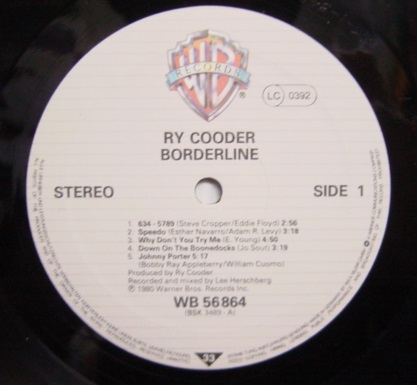 RECORDS
®
LC 0392
RY COODER
BORDERLINE
STEREO
SIDE 1
1. 634 - 5789 (Steve Cropper/Eddie Floyd) 2:56
2. Speedo (Esther Navarro/Adam R. Levy) 3:18
3. Why Don't You Try Me (E. Young) 4:50
4. Down On The Boondocks (Jo Sout) 3:19
5. Johnny Porter 5:17
(Bobby Ray Appleberry/William Cuomo)
Produced by Ry Cooder
Recorded and mixed by Lee Herschberg
℗ 1980 Warner Bros. Records Inc.
WB 56 864
(BSK 3489 - A)
33